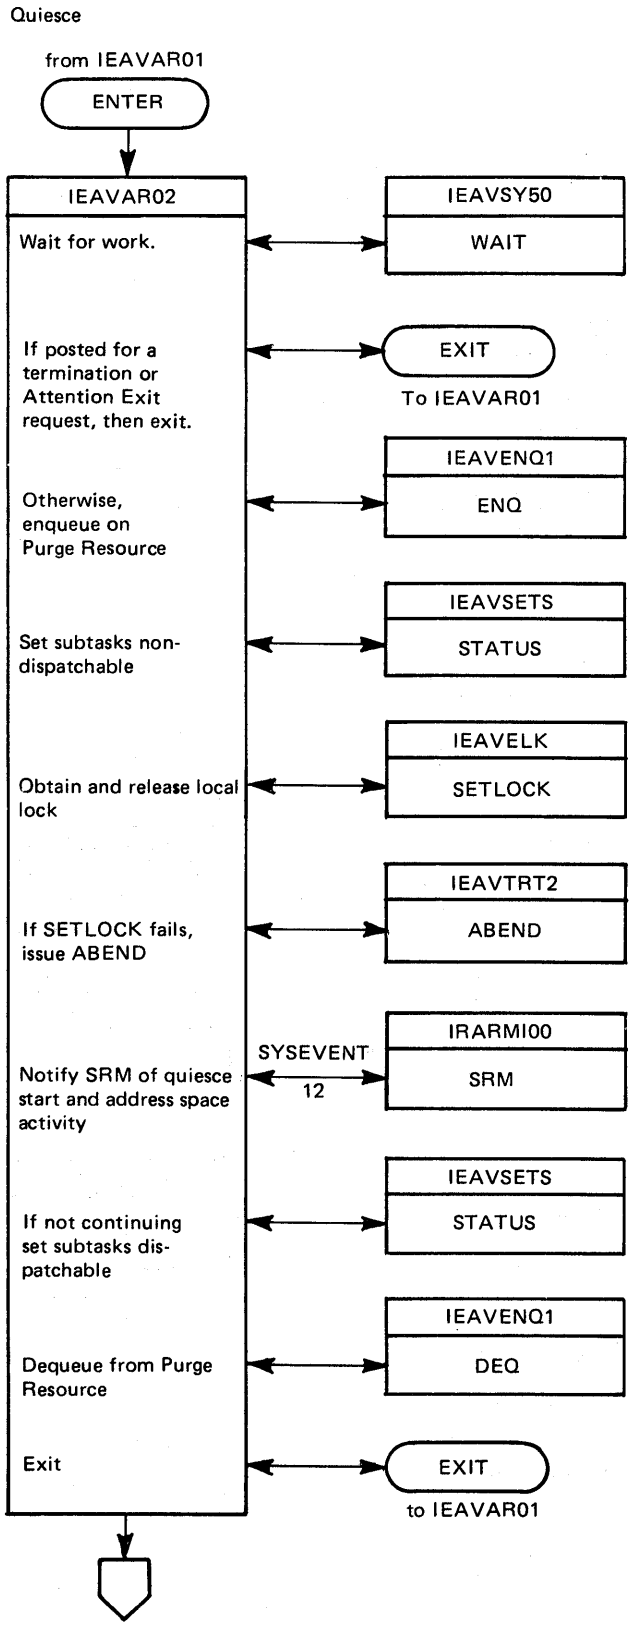 Quiesce
from IEAVAR01
ENTER
IEAVAR02
IEAVSY50
Wait for work.
WAIT
If posted for a
termination or
Attention Exit
request, then exit.
EXIT
To IEAVAR01
IEAVENQ1
Otherwise,
enqueue on
Purge Resource
ENQ
IEAVSETS
Set subtasks non-
dispatchable
STATUS
IEAVELK
Obtain and release local
lock
SETLOCK
IEAVTRT2
If SETLOCK fails,
issue ABEND
ABEND
IRARMI00
SYSEVENT
12
Notify SRM of quiesce
start and address space
activity
SRM
IEAVSETS
If not continuing
set subtasks dis-
patchable
STATUS
IEAVENQ1
Dequeue from Purge
Resource
DEQ
Exit
EXIT
to IEAVAR01